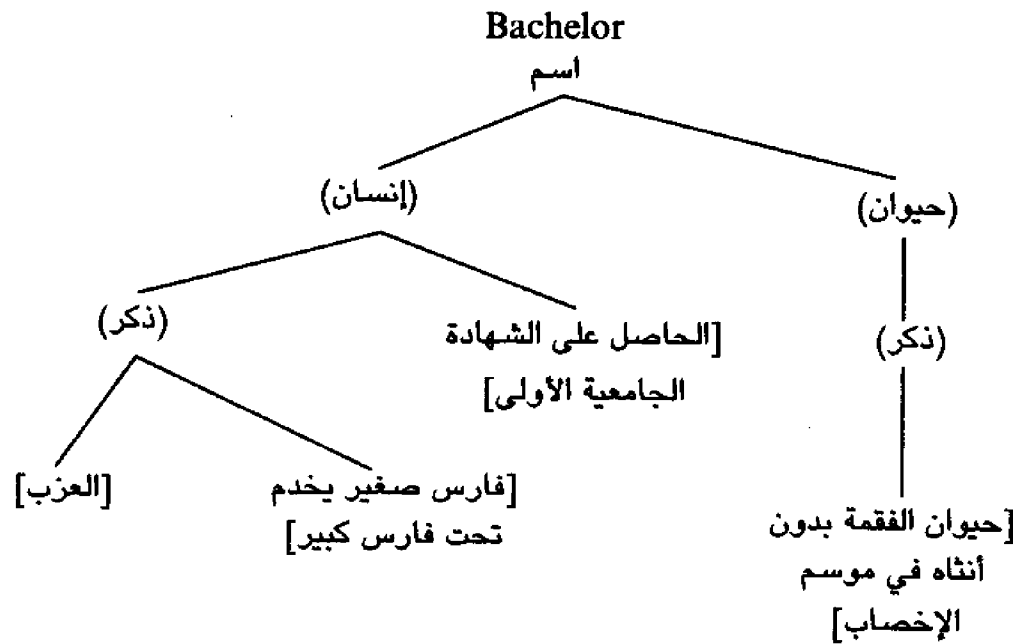 Bachelor
اسم
(إنسان)
(حيوان)
(ذكر)
[الحاصل على الشهادة
الجامعية الأولى]
(ذكر)
[العزب]
[فارس صغير يخدم
تحت فارس كبير]
[حيوان الفقمة بدون
أنثاه في موسم
الإخصاب]